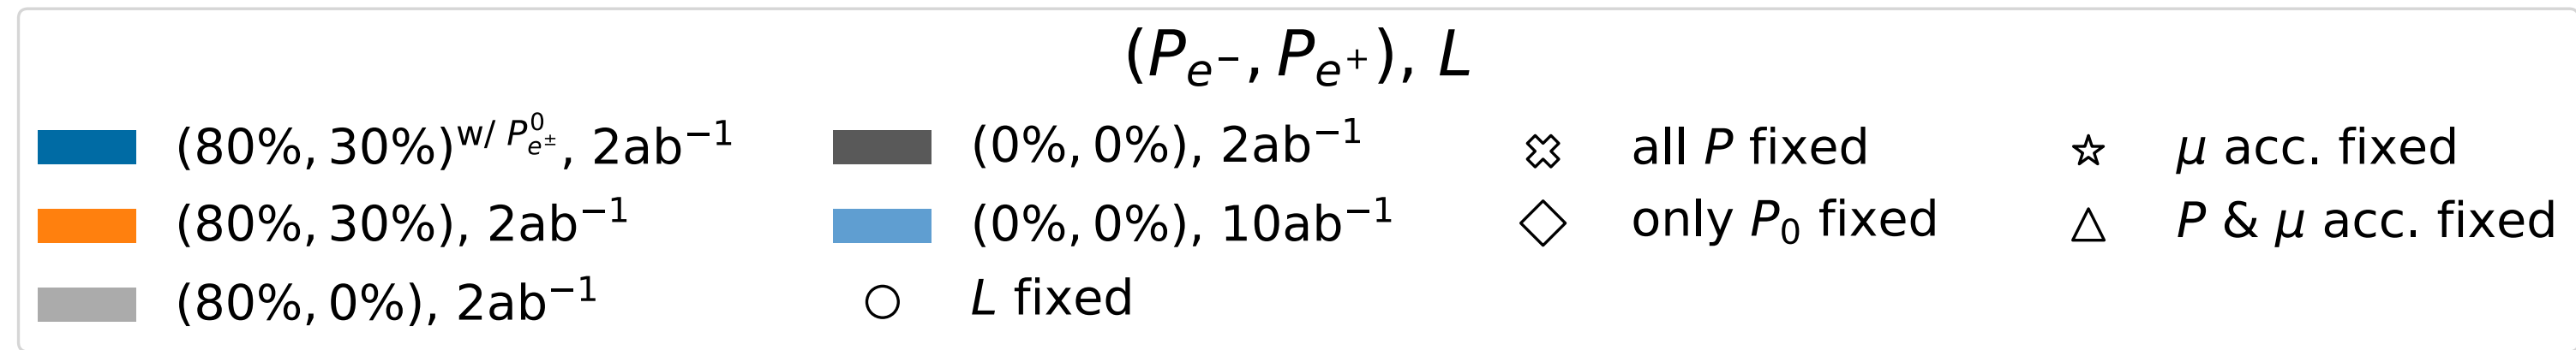 (P_{e^-}, P_{e^+}), L
(80%, 30%)^{w/ P^0_{e^±}}, 2ab⁻¹
(80%, 30%), 2ab⁻¹
(80%, 0%), 2ab⁻¹
(0%, 0%), 2ab⁻¹
(0%, 0%), 10ab⁻¹
L fixed
all P fixed
only P₀ fixed
μ acc. fixed
P & μ acc. fixed